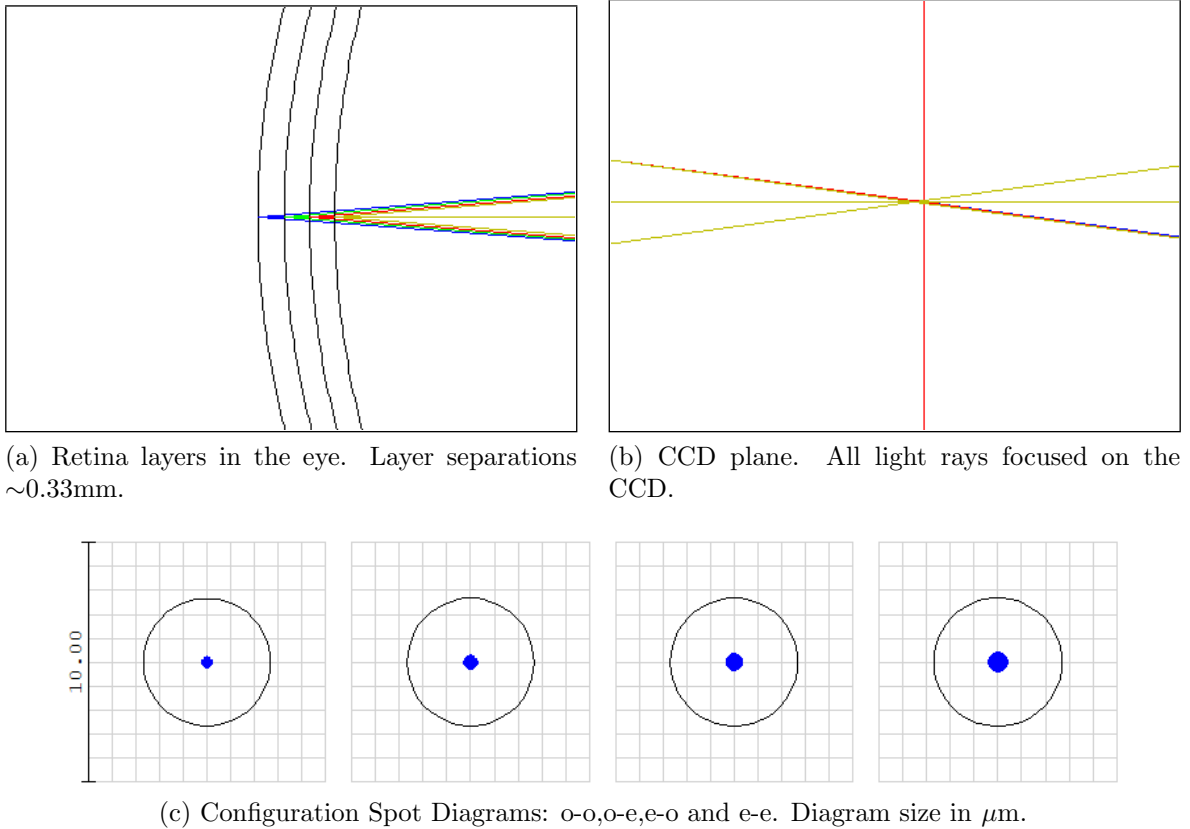 (a) Retina layers in the eye. Layer separations
∼0.33mm.
(b) CCD plane. All light rays focused on the
CCD.
10.00
(c) Configuration Spot Diagrams: o-o,o-e,e-o and e-e. Diagram size in μm.